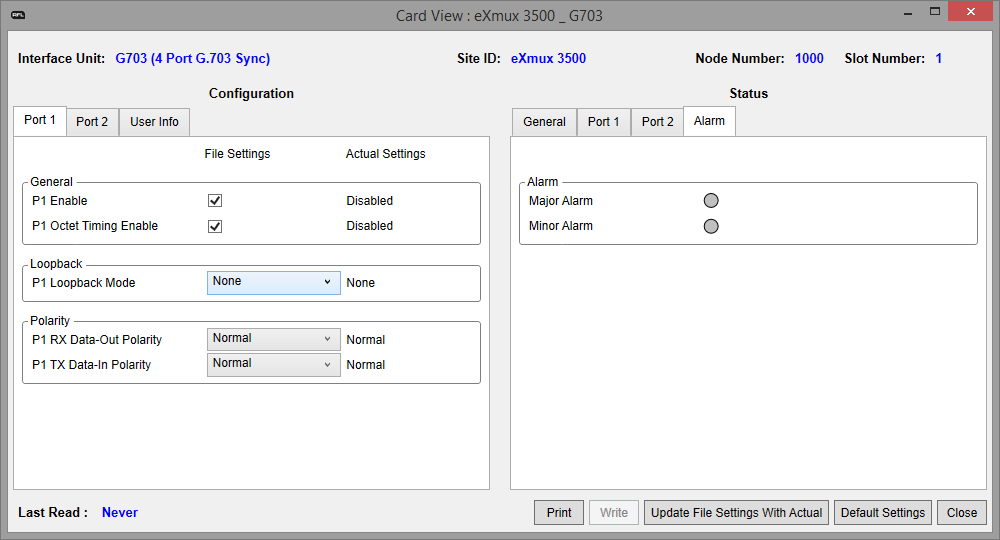 RFL
Card View : eXmux 3500 _ G703
Interface Unit: G703 (4 Port G.703 Sync) Site ID: eXmux 3500 Node Number: 1000 Slot Number: 1
Configuration
Port 1 Port 2 User Info
File Settings Actual Settings
General
P1 Enable Disabled
P1 Octet Timing Enable Disabled
Loopback
P1 Loopback Mode None None
Polarity
P1 RX Data-Out Polarity Normal Normal
P1 TX Data-In Polarity Normal Normal
Status
General Port 1 Port 2 Alarm
Alarm
Major Alarm
Minor Alarm
Last Read : Never
Print Write Update File Settings With Actual Default Settings Close